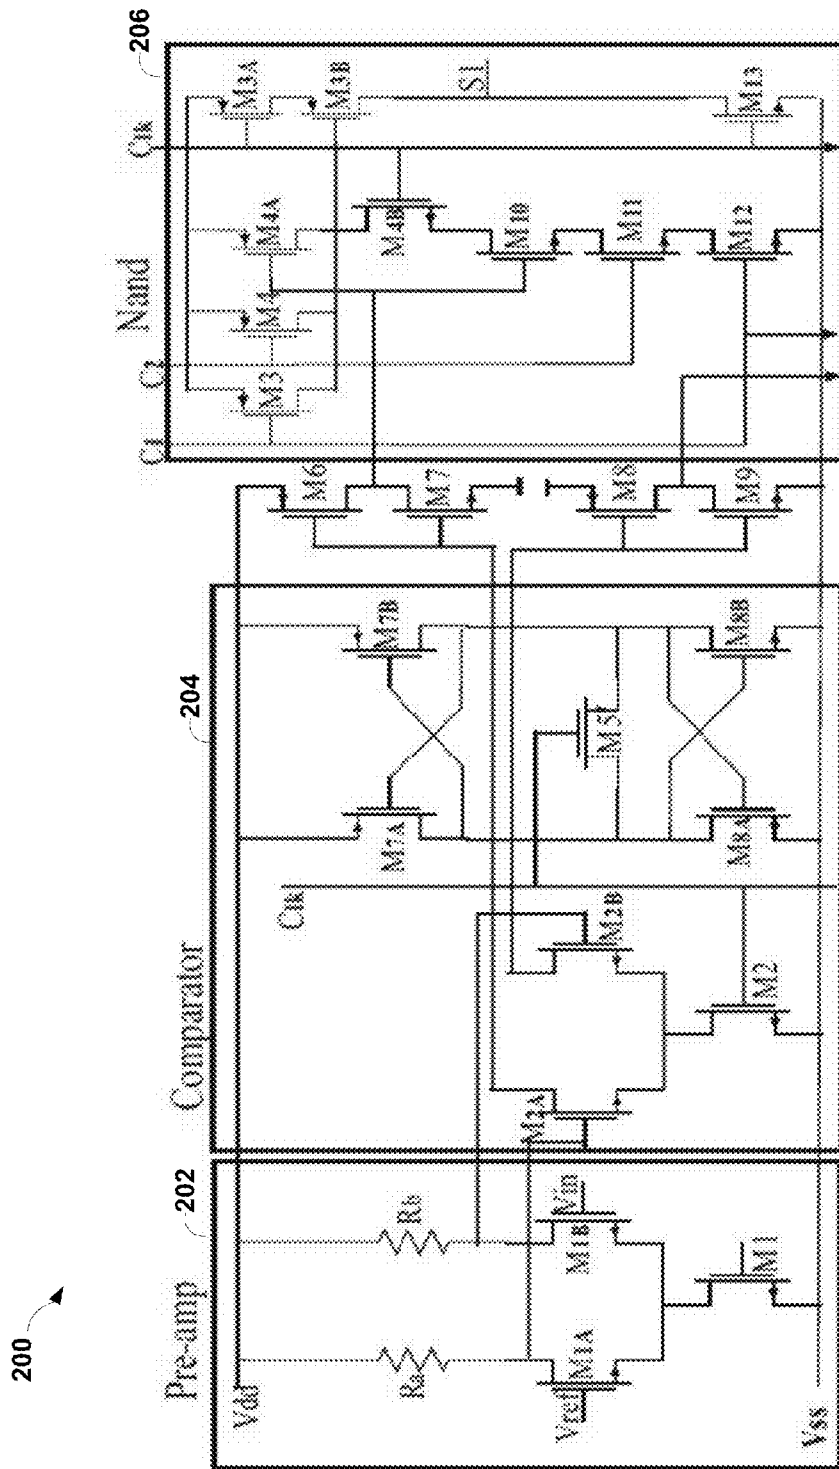 200
Pre-amp
202
Vdd
Ra
Rb
Vref
M1A
M1B
Vin
M1
Vss
Comparator
204
M2A
M2B
M2
Clk
M7A
M7B
M5
M8A
M8B
M6
M7
M8
M9
Nand
206
C1
C2
Clk
M3
M4
M4A
M3A
M3B
M4B
M10
M11
M12
S1
M13